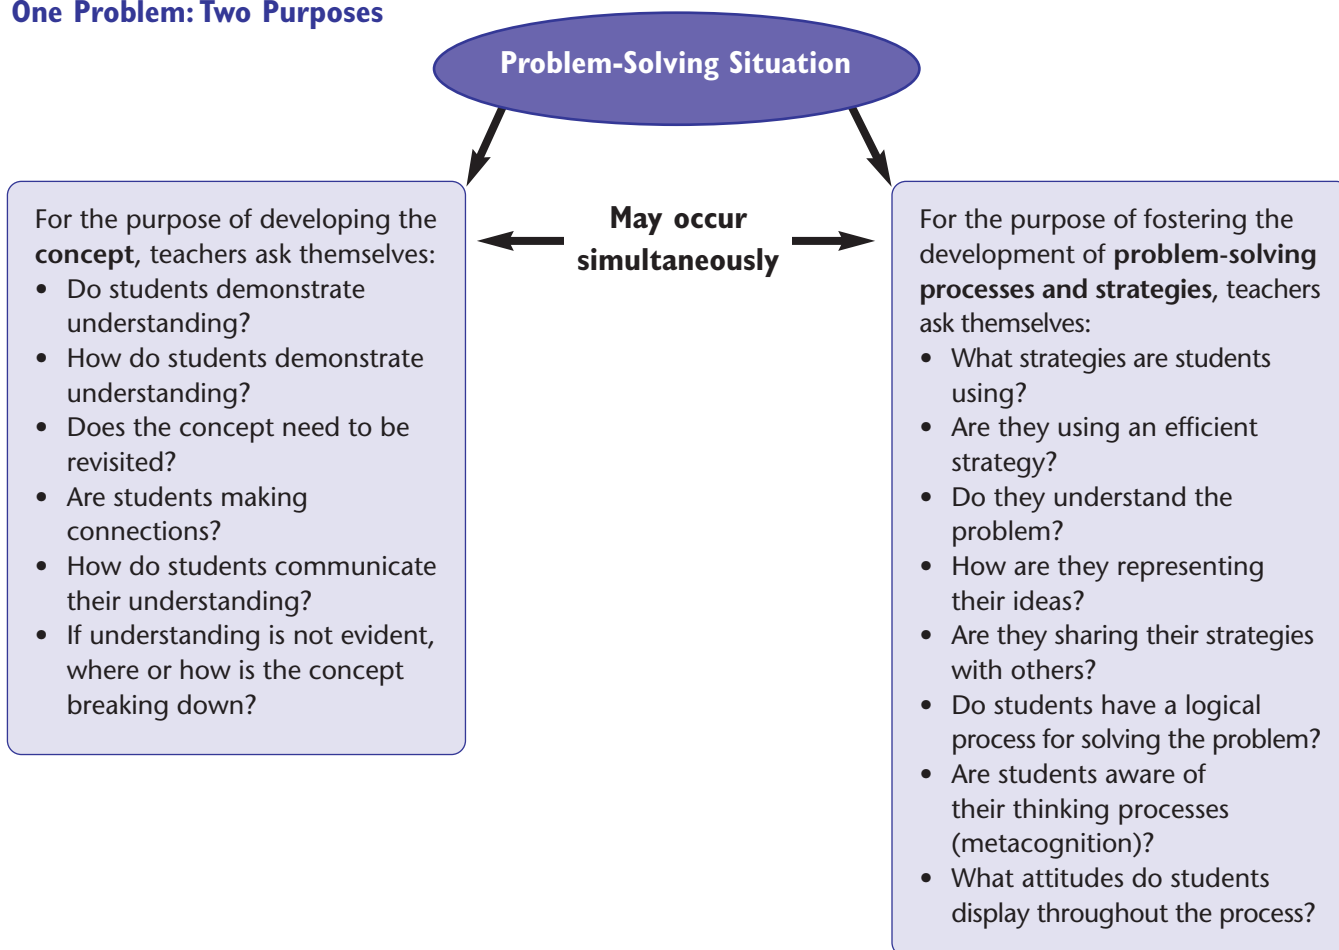 One Problem: Two Purposes
Problem-Solving Situation
For the purpose of developing the
concept, teachers ask themselves:
• Do students demonstrate
understanding?
• How do students demonstrate
understanding?
• Does the concept need to be
revisited?
• Are students making
connections?
• How do students communicate
their understanding?
• If understanding is not evident,
where or how is the concept
breaking down?
May occur
simultaneously
For the purpose of fostering the
development of problem-solving
processes and strategies, teachers
ask themselves:
• What strategies are students
using?
• Are they using an efficient
strategy?
• Do they understand the
problem?
• How are they representing
their ideas?
• Are they sharing their strategies
with others?
• Do students have a logical
process for solving the problem?
• Are students aware of
their thinking processes
(metacognition)?
• What attitudes do students
display throughout the process?